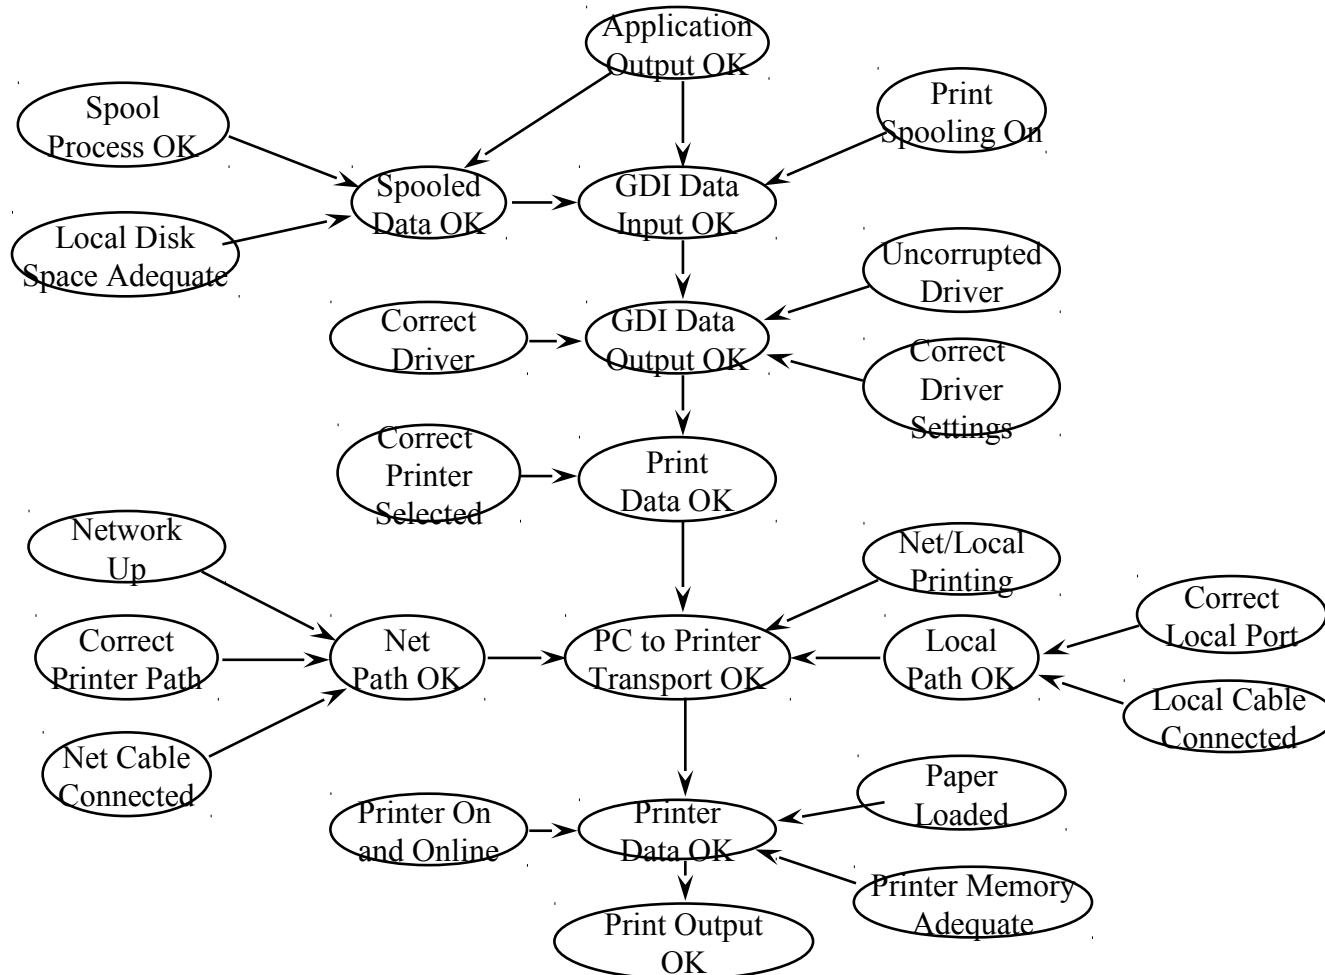 Application
Output OK
Spool
Process OK
Print
Spooling On
Spooled
Data OK
GDI Data
Input OK
Local Disk
Space Adequate
Uncorrupted
Driver
Correct
Driver
GDI Data
Output OK
Correct
Driver
Settings
Correct
Printer
Selected
Print
Data OK
Network
Up
Net/Local
Printing
Correct
Printer Path
Net
Path OK
PC to Printer
Transport OK
Local
Path OK
Correct
Local Port
Local Cable
Connected
Net Cable
Connected
Paper
Loaded
Printer On
and Online
Printer
Data OK
Printer Memory
Adequate
Print Output
OK